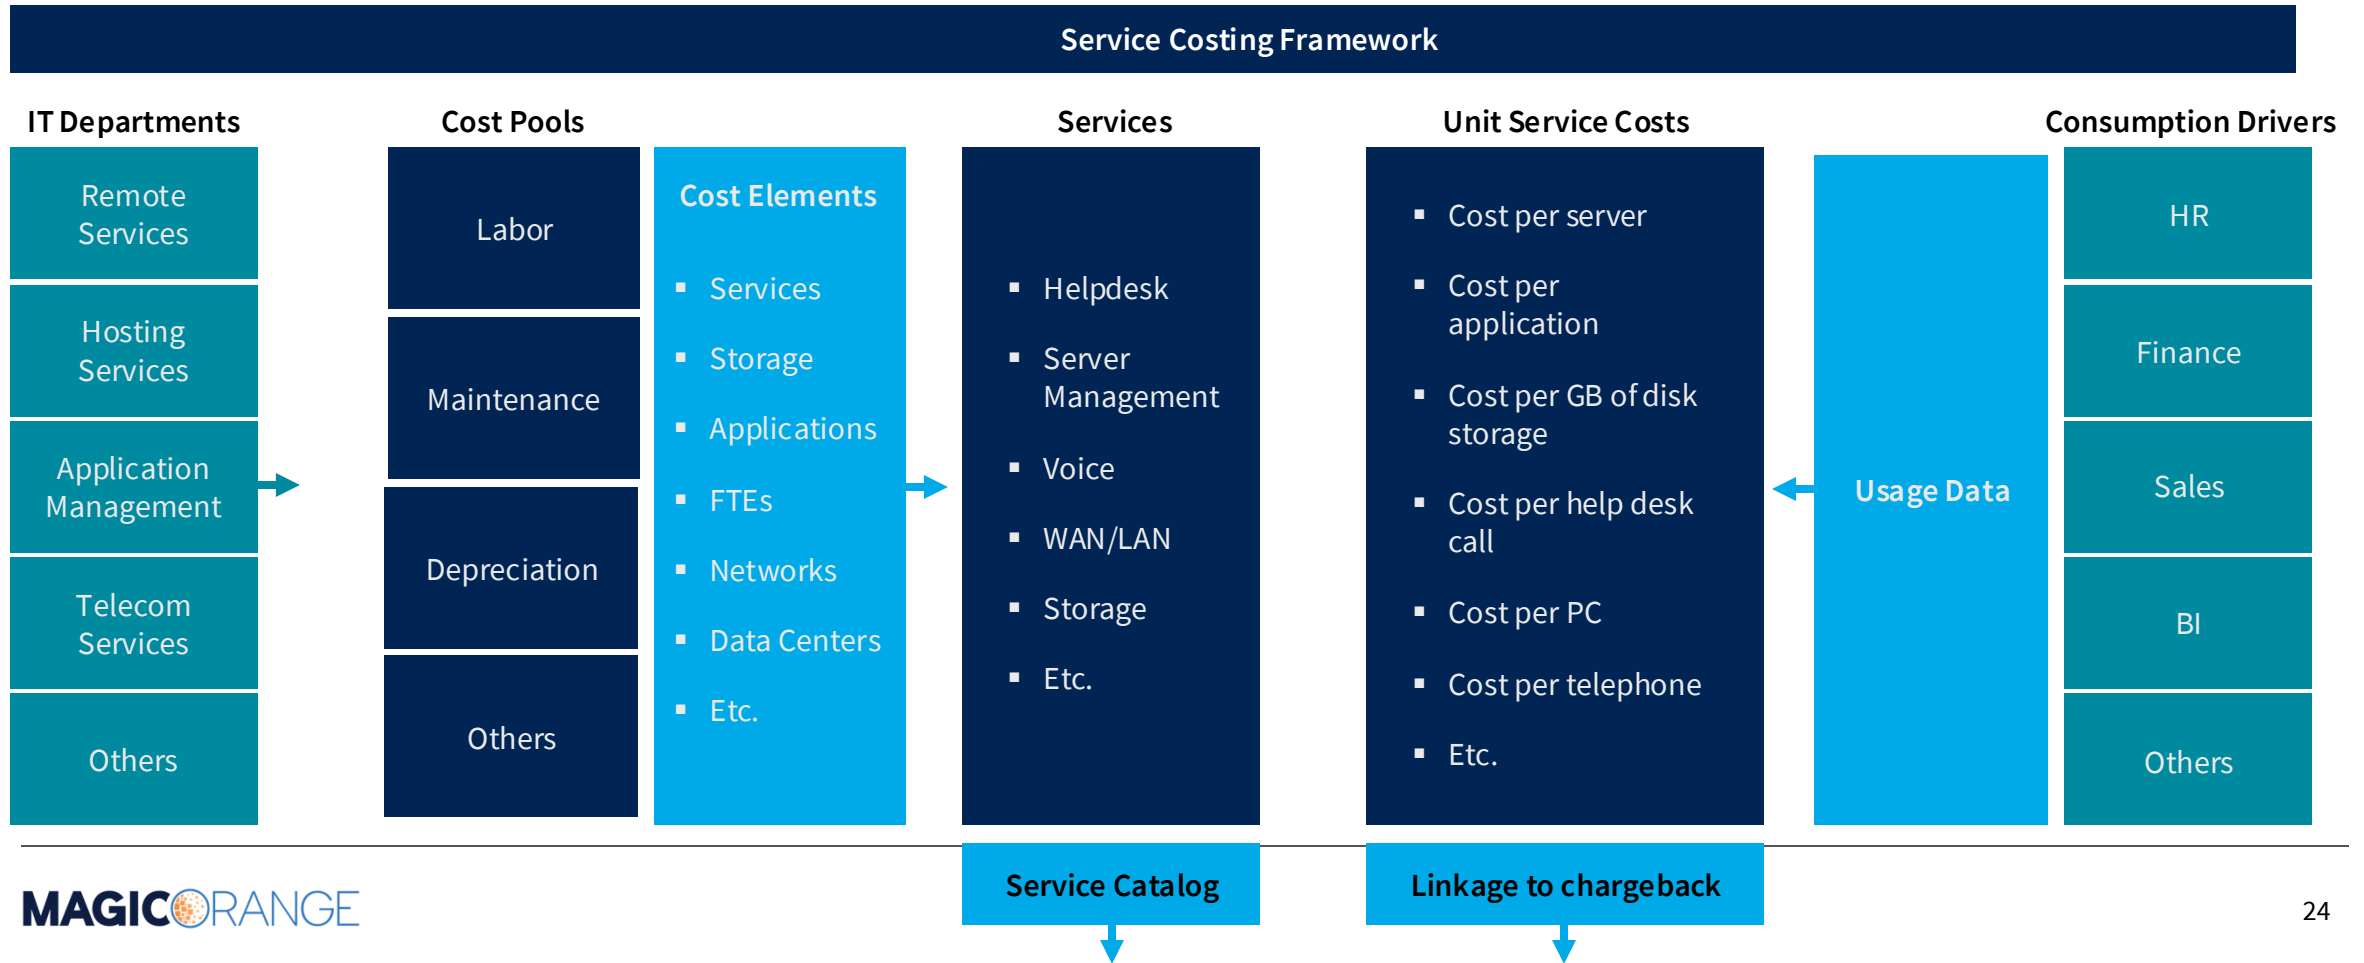 Service Costing Framework
IT Departments
Remote
Services
Hosting
Services
Application
Management
Telecom
Services
Others
Cost Pools
Labor
Maintenance
Depreciation
Others
Cost Elements
▪ Services
▪ Storage
▪ Applications
▪ FTEs
▪ Networks
▪ Data Centers
▪ Etc.
Services
▪ Helpdesk
▪ Server
Management
▪ Voice
▪ WAN/LAN
▪ Storage
▪ Etc.
Service Catalog
Unit Service Costs
▪ Cost per server
▪ Cost per
application
▪ Cost per GB of disk
storage
▪ Cost per help desk
call
▪ Cost per PC
▪ Cost per telephone
▪ Etc.
Linkage to chargeback
Usage Data
Consumption Drivers
HR
Finance
Sales
BI
Others
MAGICORANGE
24